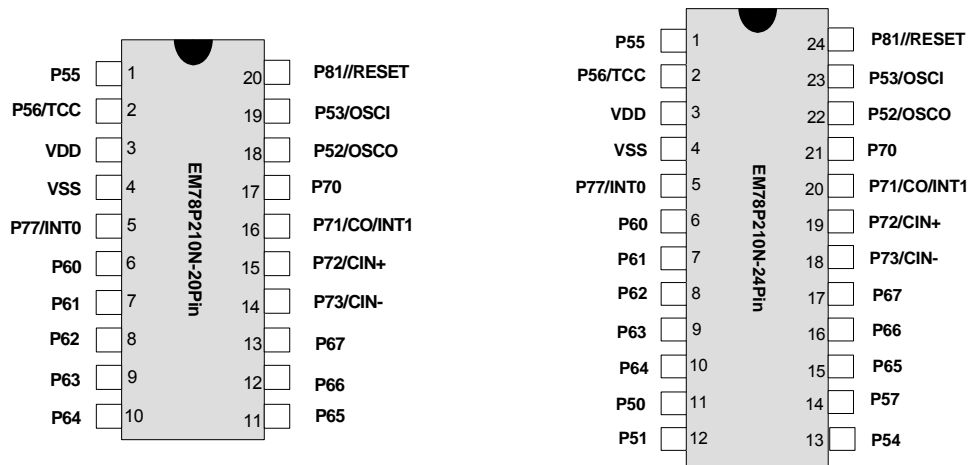 P55 1 20 P81//RESET
P56/TCC 2 19 P53/OSCI
VDD 3 18 P52/OSCO
VSS 4 17 P70
P77/INT0 5 16 P71/CO/INT1
P60 6 15 P72/CIN+
P61 7 14 P73/CIN-
P62 8 13 P67
P63 9 12 P66
P64 10 11 P65
EM78P210N-20Pin
P55 1 24 P81//RESET
P56/TCC 2 23 P53/OSCI
VDD 3 22 P52/OSCO
VSS 4 21 P70
P77/INT0 5 20 P71/CO/INT1
P60 6 19 P72/CIN+
P61 7 18 P73/CIN-
P62 8 17 P67
P63 9 16 P66
P64 10 15 P65
P50 11 14 P57
P51 12 13 P54
EM78P210N-24Pin